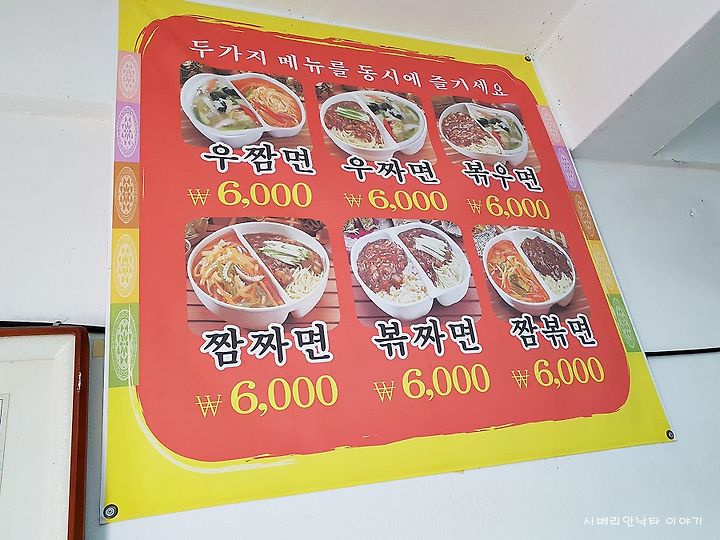 두가지 메뉴를 동시에 즐기세요
우짬면 우짜면 볶우면
₩ 6,000 ₩ 6,000 ₩ 6,000
짬짜면 볶짜면 짬볶면
₩ 6,000 ₩ 6,000 ₩ 6,000
시베리안낙타 이야기